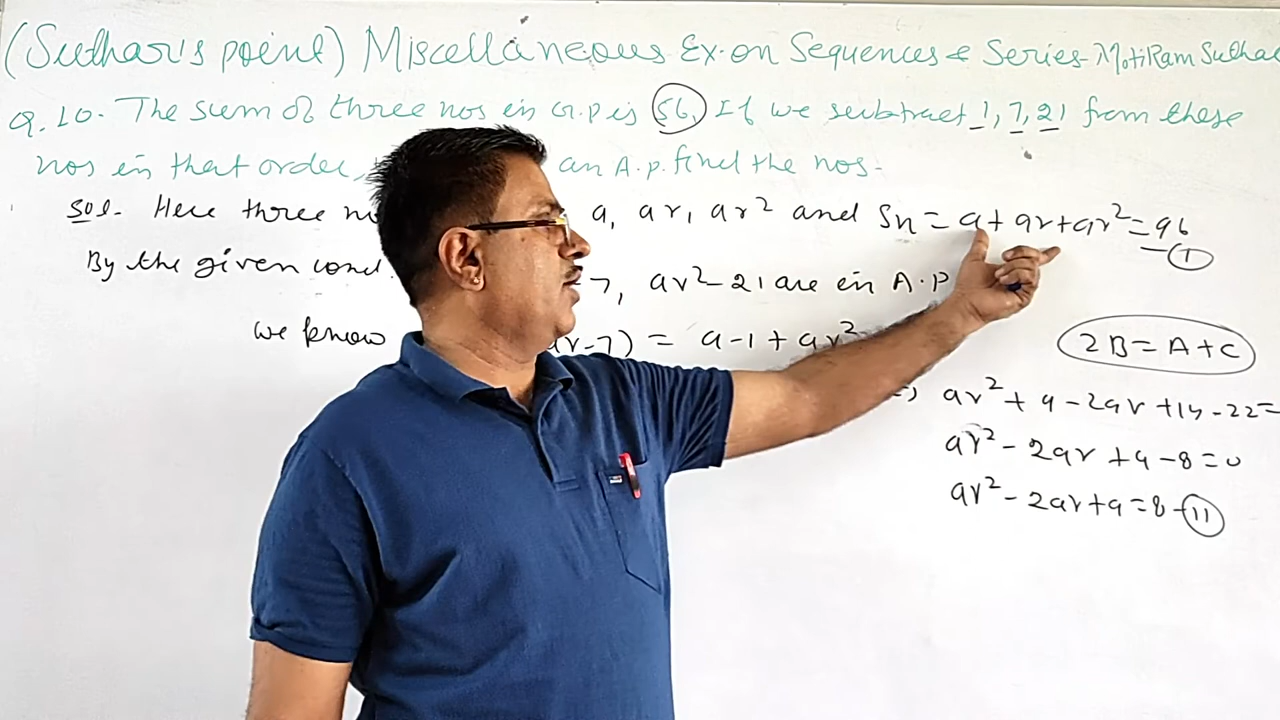 (Suthar's point) Miscellaneous Ex. on Sequences & Series - MotiRam Suthar
Q.10. The sum of three nos in G.P is 56. If we subtract 1, 7, 21 from these
nos in that order, an A.P. find the nos.
Sol. Here three a, ar, ar² and Sn = a + ar + ar² = 96 - (1)
By the given cond. 7, ar² - 21 are in A.P
we know ar - 7) = a - 1 + ar²
2B = A + C
ar² + a - 2ar + 14 - 22 =
ar² - 2ar + a - 8 = 0
ar² - 2ar + a = 8 - (11)